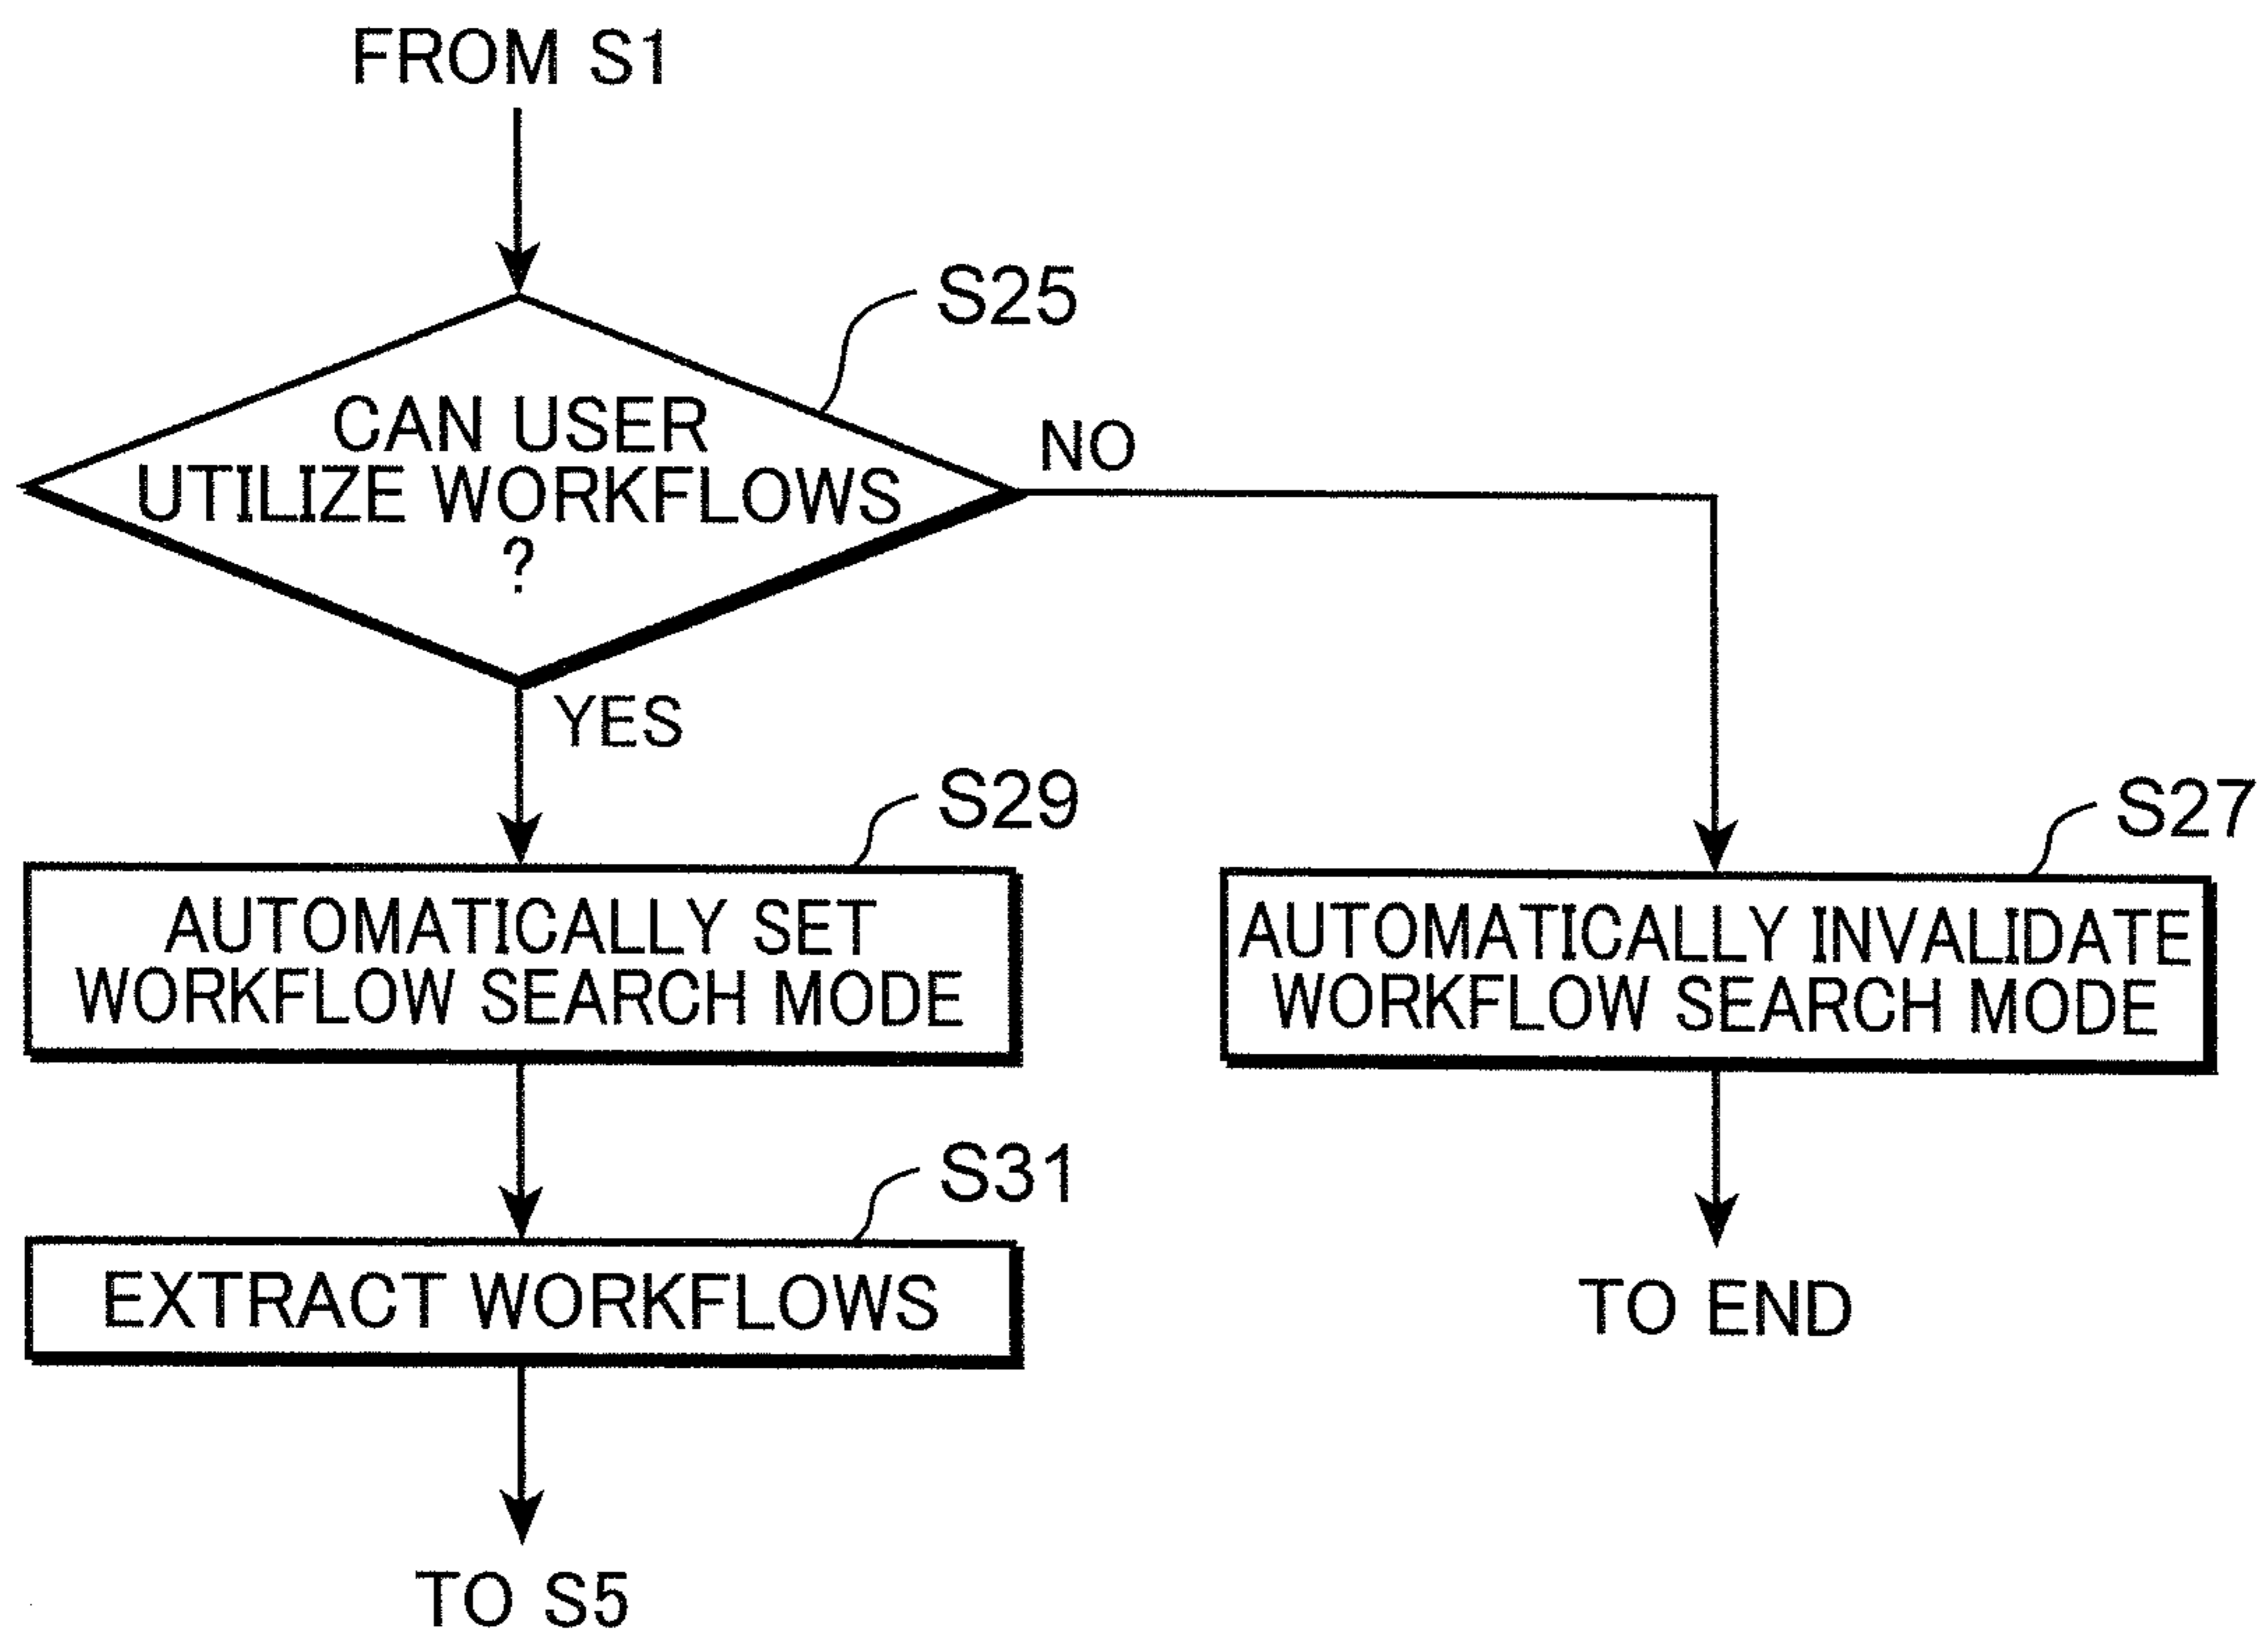 FROM S1
S25
CAN USER
UTILIZE WORKFLOWS
?
NO
YES
S29
AUTOMATICALLY SET
WORKFLOW SEARCH MODE
S27
AUTOMATICALLY INVALIDATE
WORKFLOW SEARCH MODE
S31
EXTRACT WORKFLOWS
TO END
TO S5